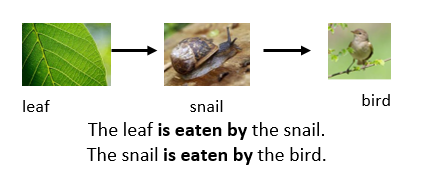 leaf
snail
bird
The leaf is eaten by the snail.
The snail is eaten by the bird.